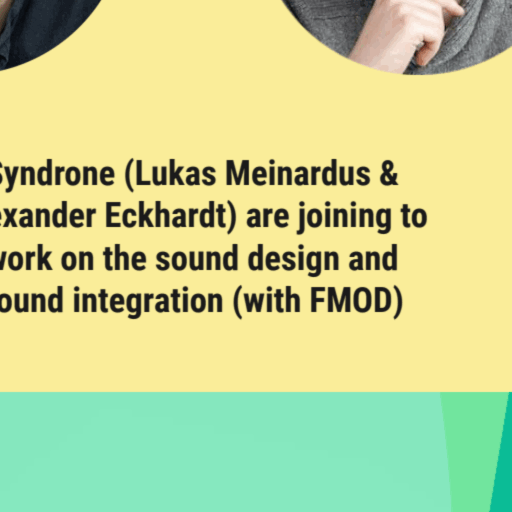 Syndrone (Lukas Meinardus &
exander Eckhardt) are joining to
work on the sound design and
ound integration (with FMOD)